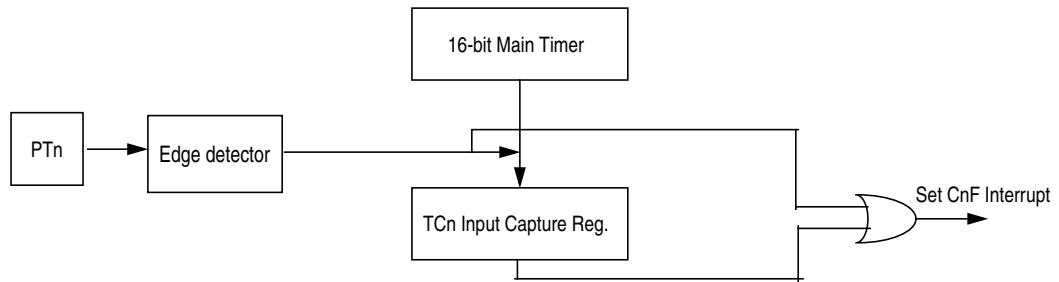 16-bit Main Timer
PTn
Edge detector
TCn Input Capture Reg.
Set CnF Interrupt